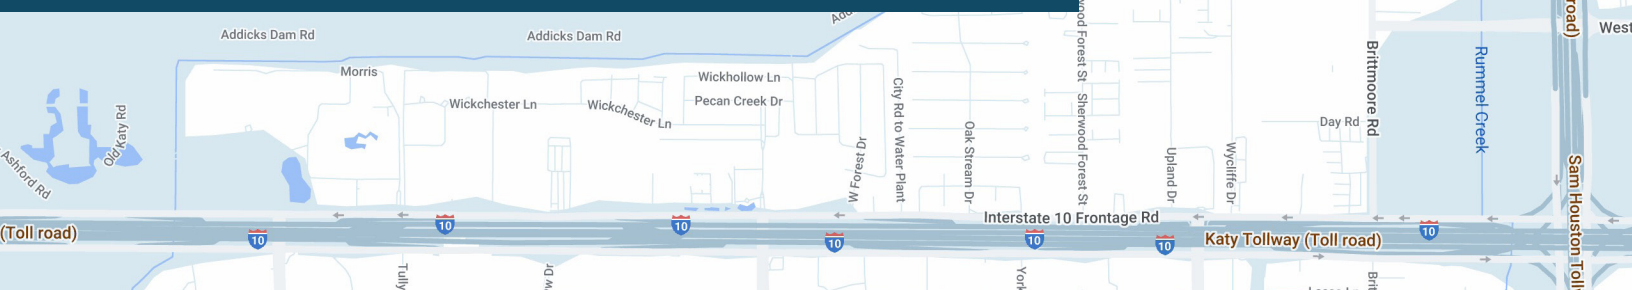 Addicks Dam Rd
Addicks Dam Rd
Morris
Wickchester Ln
Wickchester Ln
Wickhollow Ln
Pecan Creek Dr
Old Katy Rd
Ashford Rd
W Forest Dr
City Rd to Water Plant
Oak Stream Dr
Sherwood Forest St
Upland Dr
Wycliffe Dr
Day Rd
Brittmoore Rd
Rummel Creek
West
road)
Sam Houston Toll
Interstate 10 Frontage Rd
(Toll road)
10
10
10
10
10
10
10
Katy Tollway (Toll road)
Tully
w Dr
York
Brit